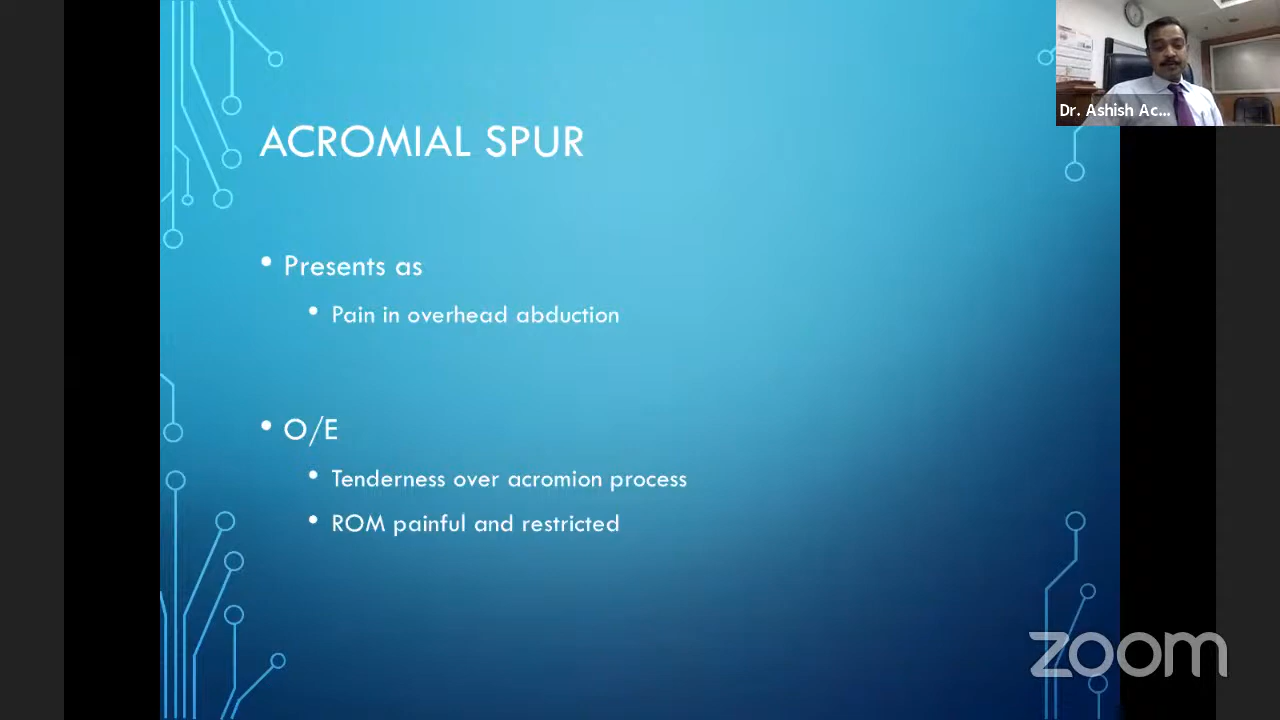 Dr. Ashish Ac...
ACROMIAL SPUR
• Presents as
• Pain in overhead abduction
• O/E
• Tenderness over acromion process
• ROM painful and restricted
zoom